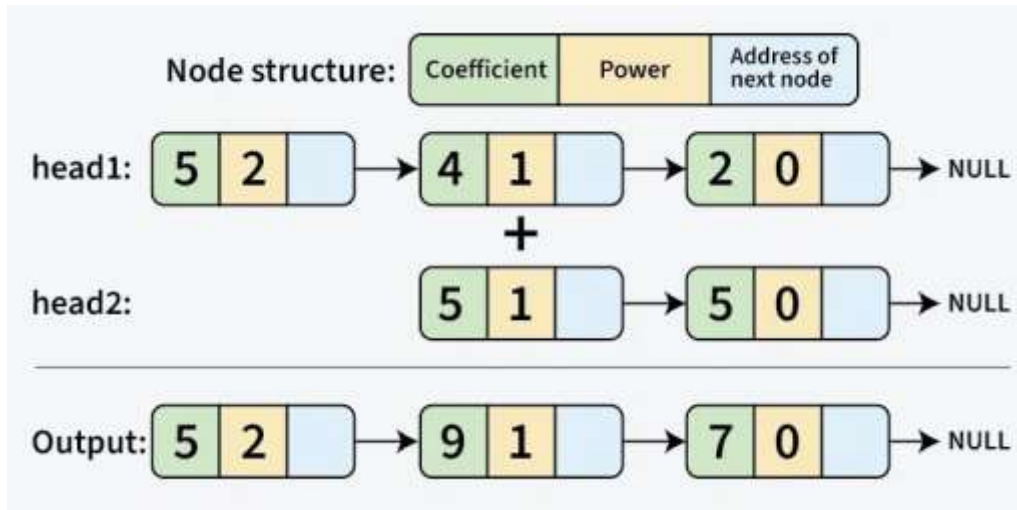 Node structure: Coefficient Power Address of
next node
head1: 5 2 4 1 2 0 NULL
+
head2: 5 1 5 0 NULL
Output: 5 2 9 1 7 0 NULL